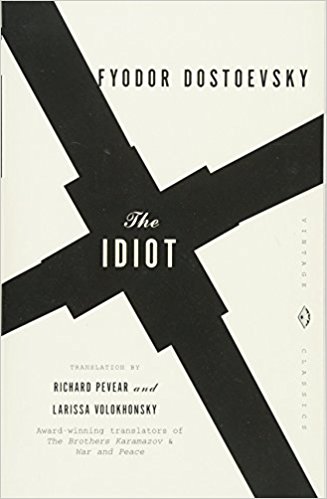 FYODOR DOSTOEVSKY
The
IDIOT
VINTAGE CLASSICS
TRANSLATION BY
RICHARD PEVEAR and
LARISSA VOLOKHONSKY
Award-winning translators of
The Brothers Karamazov &
War and Peace